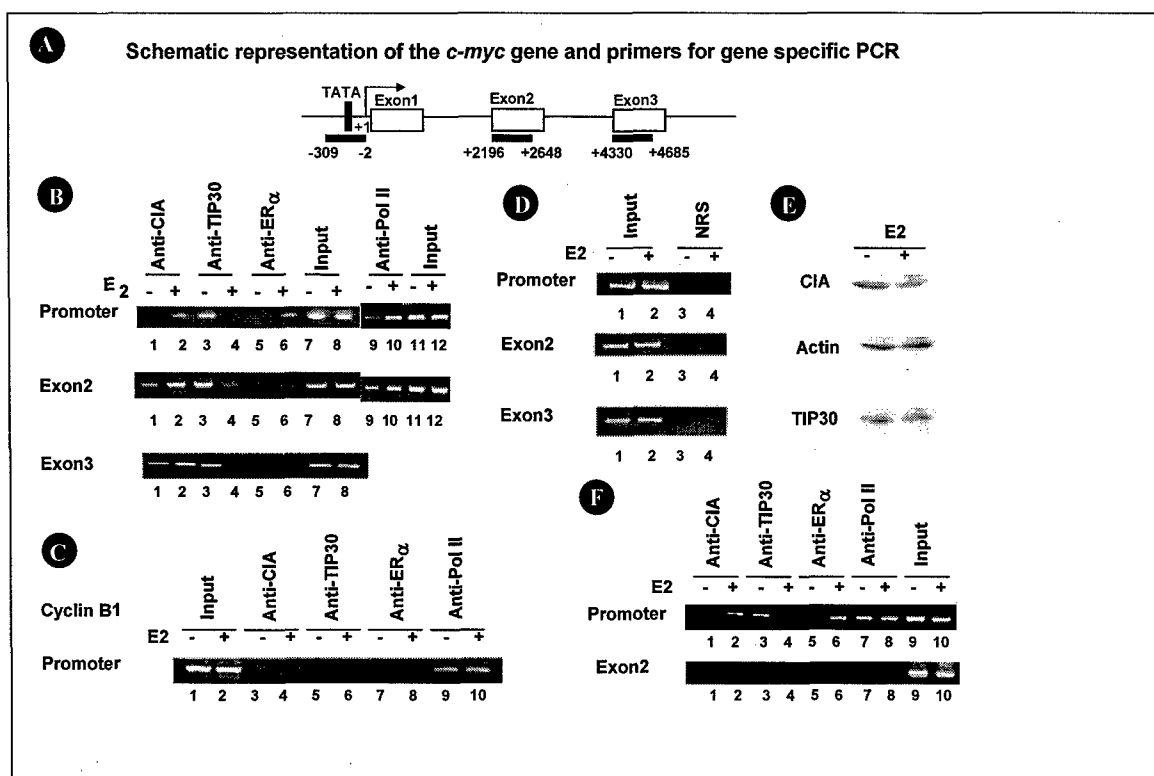 A
Schematic representation of the c-myc gene and primers for gene specific PCR
TATA
Exon1
Exon2
Exon3
+1
-309
-2
+2196
+2648
+4330
+4685
B
Anti-CIA
Anti-TIP30
Anti-ERα
Input
Anti-Pol II
Input
E2
- + - + - + - + - + - +
Promoter
1 2 3 4 5 6 7 8 9 10 11 12
Exon2
1 2 3 4 5 6 7 8 9 10 11 12
Exon3
1 2 3 4 5 6 7 8
C
Cyclin B1
Input
Anti-CIA
Anti-TIP30
Anti-ERα
Anti-Pol II
E2 - + - + - + - + - +
Promoter
1 2 3 4 5 6 7 8 9 10
D
Input
NRS
E2 - + - +
Promoter
1 2 3 4
Exon2
1 2 3 4
Exon3
1 2 3 4
E
E2
- +
CIA
Actin
TIP30
F
Anti-CIA
Anti-TIP30
Anti-ERα
Anti-Pol II
Input
E2 - + - + - + - + - +
Promoter
1 2 3 4 5 6 7 8 9 10
Exon2
1 2 3 4 5 6 7 8 9 10